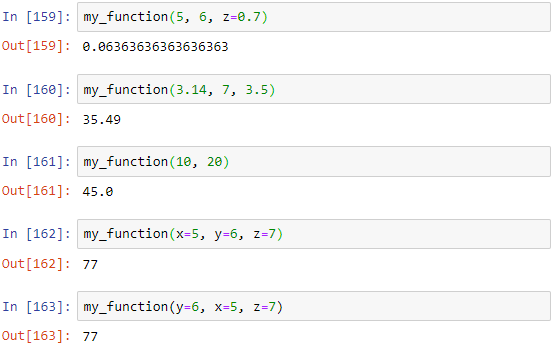 In [159]: my_function(5, 6, z=0.7)
Out[159]: 0.06363636363636363
In [160]: my_function(3.14, 7, 3.5)
Out[160]: 35.49
In [161]: my_function(10, 20)
Out[161]: 45.0
In [162]: my_function(x=5, y=6, z=7)
Out[162]: 77
In [163]: my_function(y=6, x=5, z=7)
Out[163]: 77